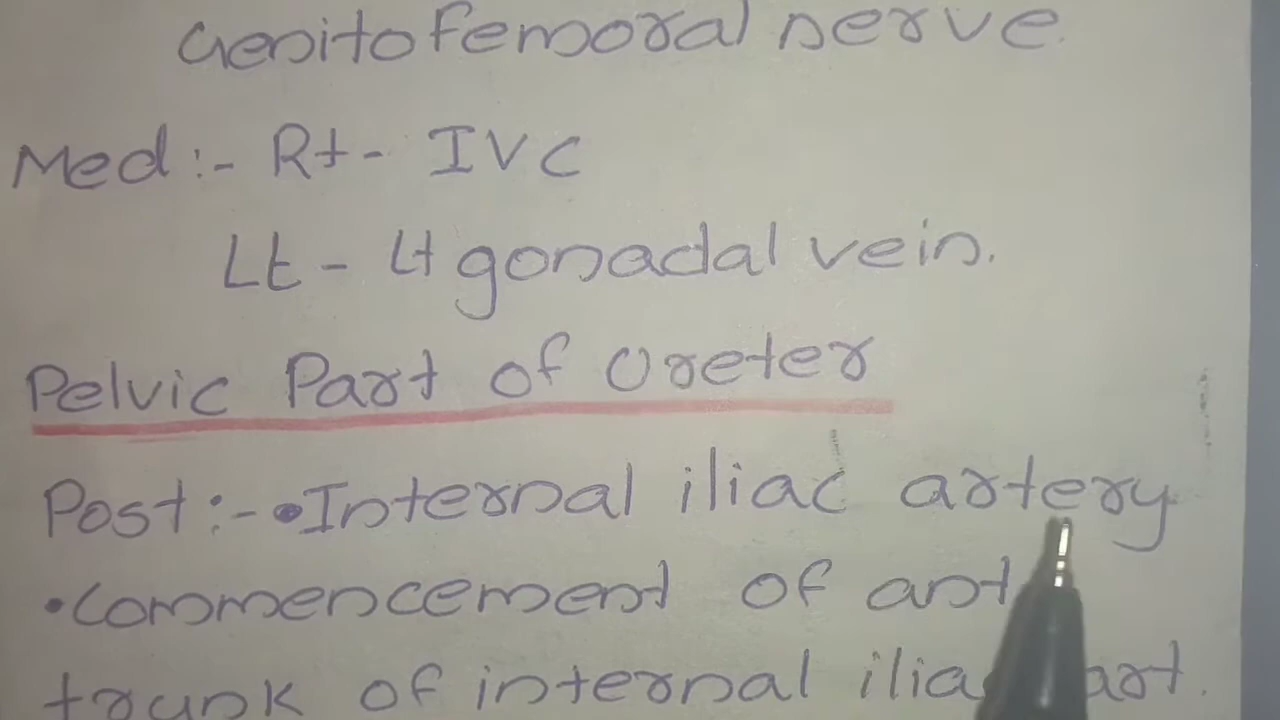 Genitofemoral nerve.
Med :- Rt - IVC
Lt - Lt gonadal vein.
Pelvic Part of Ureter
Post :- •Internal iliac artery
•Commencement of ant
trunk of internal iliac art.